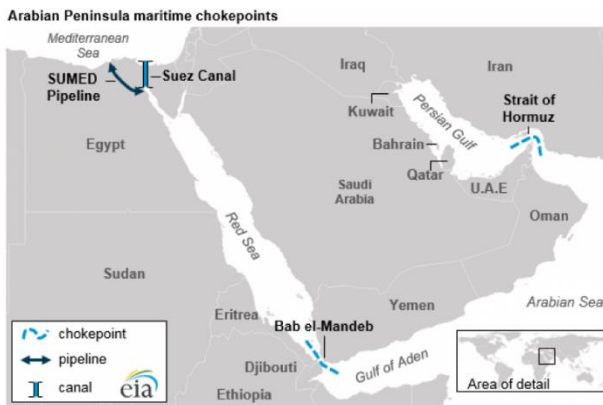 Arabian Peninsula maritime chokepoints
Mediterranean
Sea
SUMED
Pipeline
Suez Canal
Iraq
Iran
Kuwait
Persian Gulf
Strait of
Hormuz
Egypt
Bahrain
Qatar
Saudi
Arabia
U.A.E
Oman
Red Sea
Sudan
Eritrea
Yemen
Arabian Sea
Bab el-Mandeb
Djibouti
Gulf of Aden
Ethiopia
chokepoint
pipeline
canal
eia
Area of detail